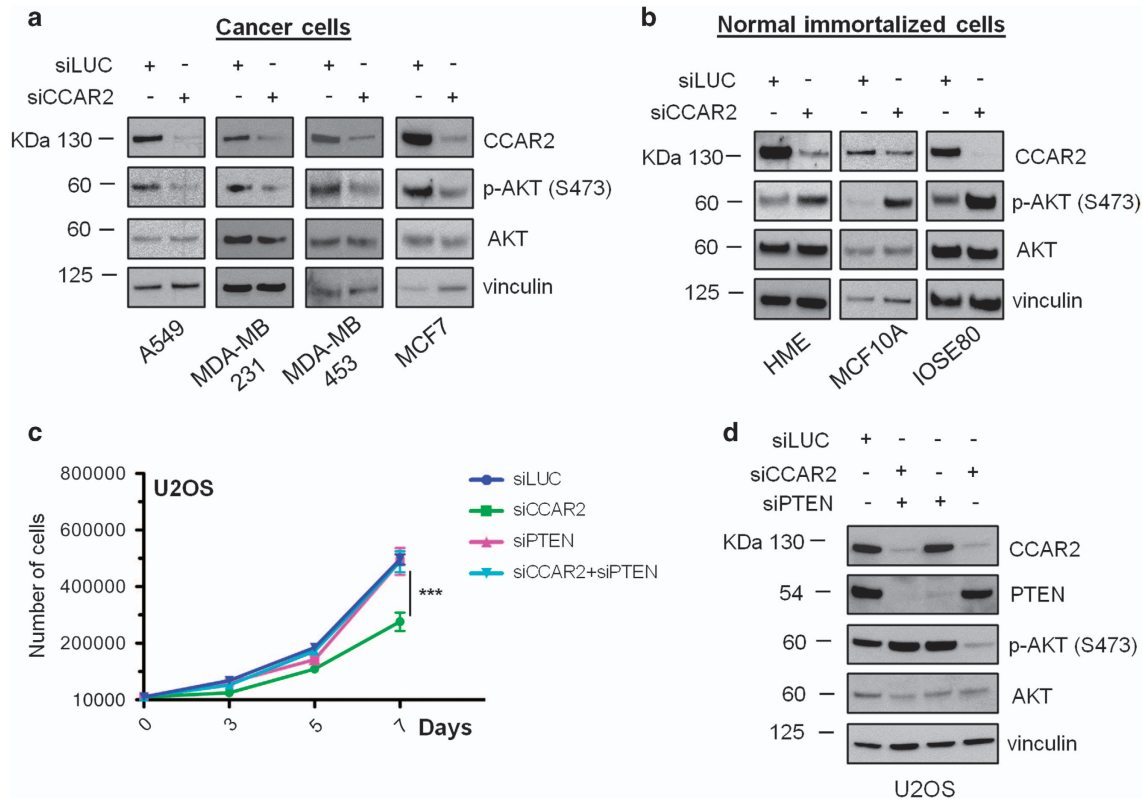 a
Cancer cells
siLUC + - + - + - + -
siCCAR2 - + - + - + - +
KDa 130 CCAR2
60 p-AKT (S473)
60 AKT
125 vinculin
A549
MDA-MB 231
MDA-MB 453
MCF7
b
Normal immortalized cells
siLUC + - + - + -
siCCAR2 - + - + - +
KDa 130 CCAR2
60 p-AKT (S473)
60 AKT
125 vinculin
HME
MCF10A
IOSE80
c
U2OS
Number of cells
800000
600000
400000
200000
10000
0 3 5 7
Days
siLUC
siCCAR2
siPTEN
siCCAR2+siPTEN
***
d
siLUC + - - -
siCCAR2 - + - +
siPTEN - + + -
KDa 130 CCAR2
54 PTEN
60 p-AKT (S473)
60 AKT
125 vinculin
U2OS